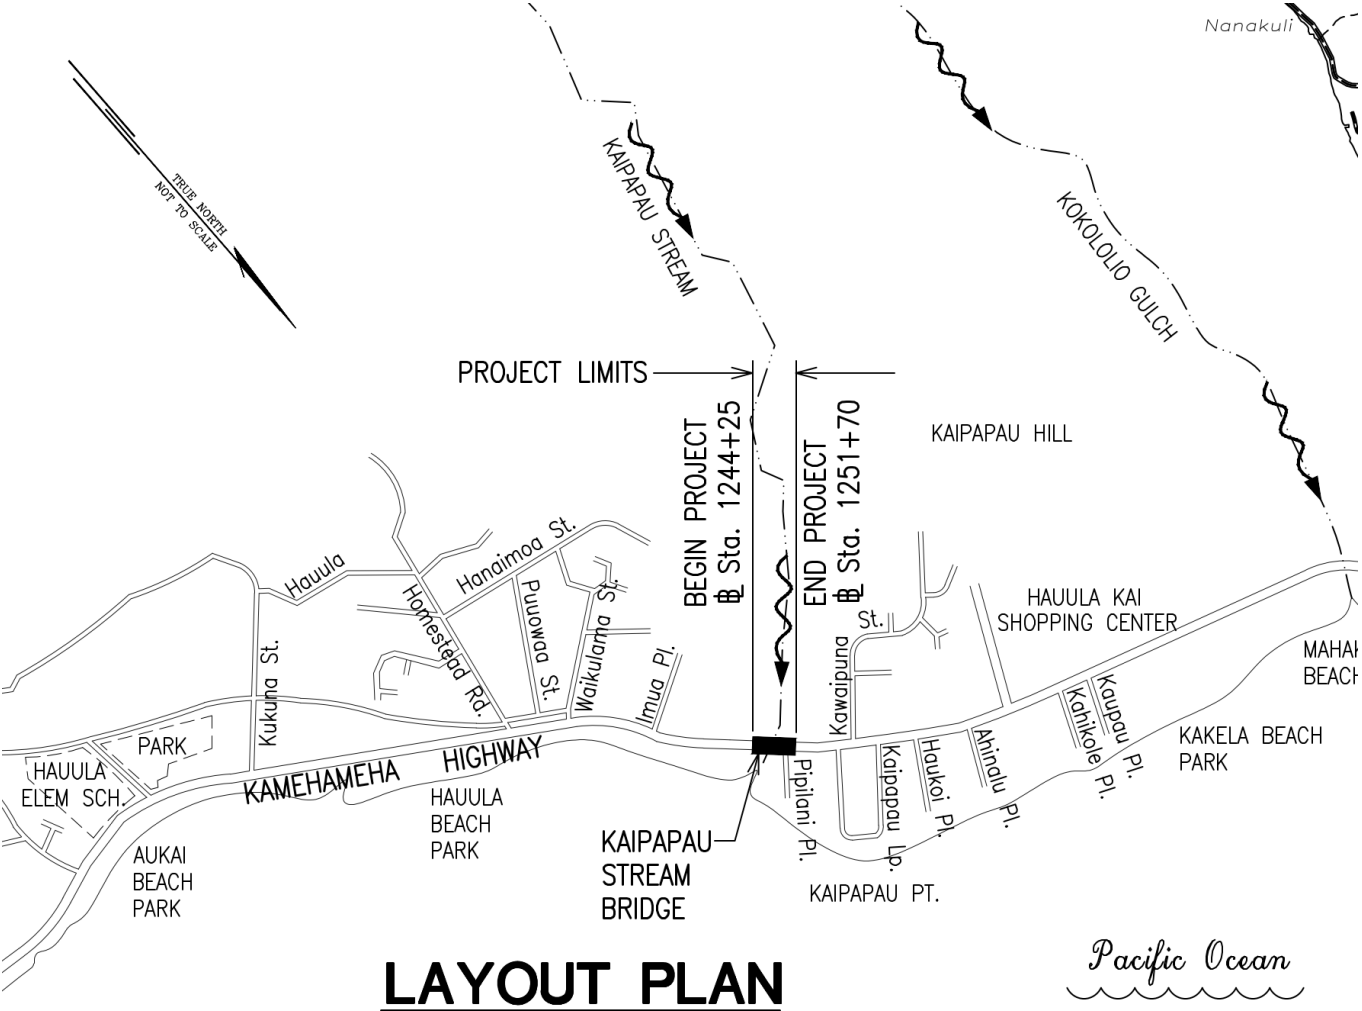 Nanakuli
TRUE NORTH
NOT TO SCALE
KAIPAPAU STREAM
KOKOLOLIO GULCH
PROJECT LIMITS
BEGIN PROJECT
B Sta. 1244+25
END PROJECT
B Sta. 1251+70
KAIPAPAU HILL
Hauula
Homestead Rd.
Hanaimoa St.
Puuowaa St.
Waikulama St.
Imua Pl.
Kukuna St.
Kawaipuna
St.
HAUULA KAI
SHOPPING CENTER
MAHAK
BEACH
PARK
HAUULA
ELEM SCH.
KAMEHAMEHA HIGHWAY
HAUULA
BEACH
PARK
AUKAI
BEACH
PARK
KAIPAPAU
STREAM
BRIDGE
Pipilani Pl.
Kaipapau Lp.
Haukoi Pl.
Ahinalu Pl.
Kahikole Pl.
Kaupau Pl.
KAKELA BEACH
PARK
KAIPAPAU PT.
Pacific Ocean
LAYOUT PLAN